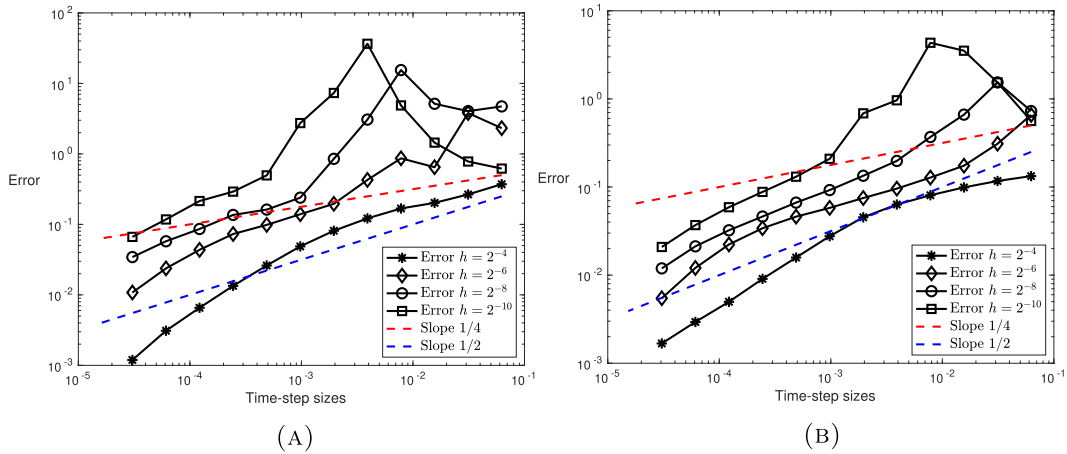 10^2
10^1
10^0
10^{-1}
10^{-2}
10^{-3}
Error
10^{-5}
10^{-4}
10^{-3}
10^{-2}
10^{-1}
Time-step sizes
Error h = 2^{-4}
Error h = 2^{-6}
Error h = 2^{-8}
Error h = 2^{-10}
Slope 1/4
Slope 1/2
(A)
10^1
10^0
10^{-1}
10^{-2}
10^{-3}
Error
10^{-5}
10^{-4}
10^{-3}
10^{-2}
10^{-1}
Time-step sizes
Error h = 2^{-4}
Error h = 2^{-6}
Error h = 2^{-8}
Error h = 2^{-10}
Slope 1/4
Slope 1/2
(B)